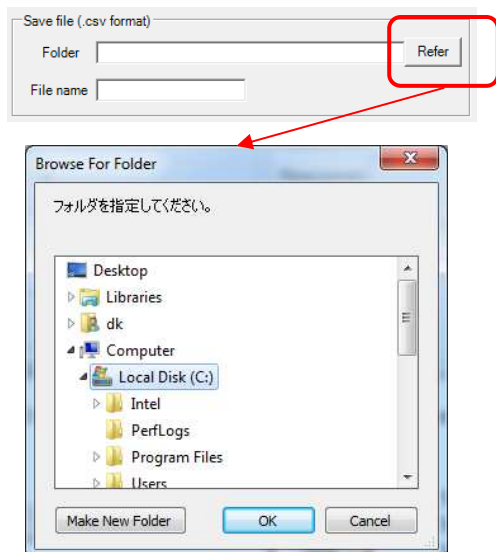 Save file (.csv format)
Folder Refer
File name
Browse For Folder
フォルダを指定してください。
Desktop
Libraries
dk
Computer
Local Disk (C:)
Intel
PerfLogs
Program Files
Users
Make New Folder OK Cancel